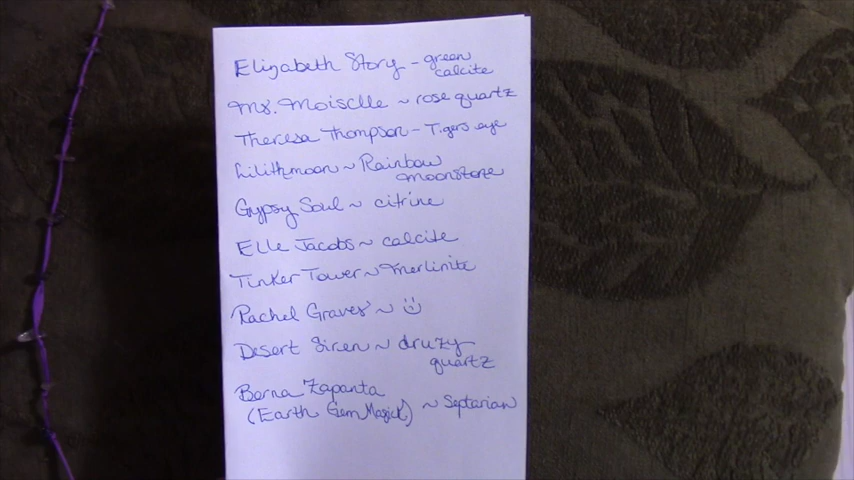 Elizabeth Story - green
calcite
Ms. Moiselle ~ rose quartz
Theresa Thompson - Tigers eye
Lilithmoon ~ Rainbow
moonstone
Gypsy Soul ~ citrine
Elle Jacobs ~ calcite
Tinker Tower ~ Merlinite
Rachel Graves ~ :)
Desert Siren ~ druzy
quartz
Berna Zapanta
(Earth Gem Magick) ~ Septarian